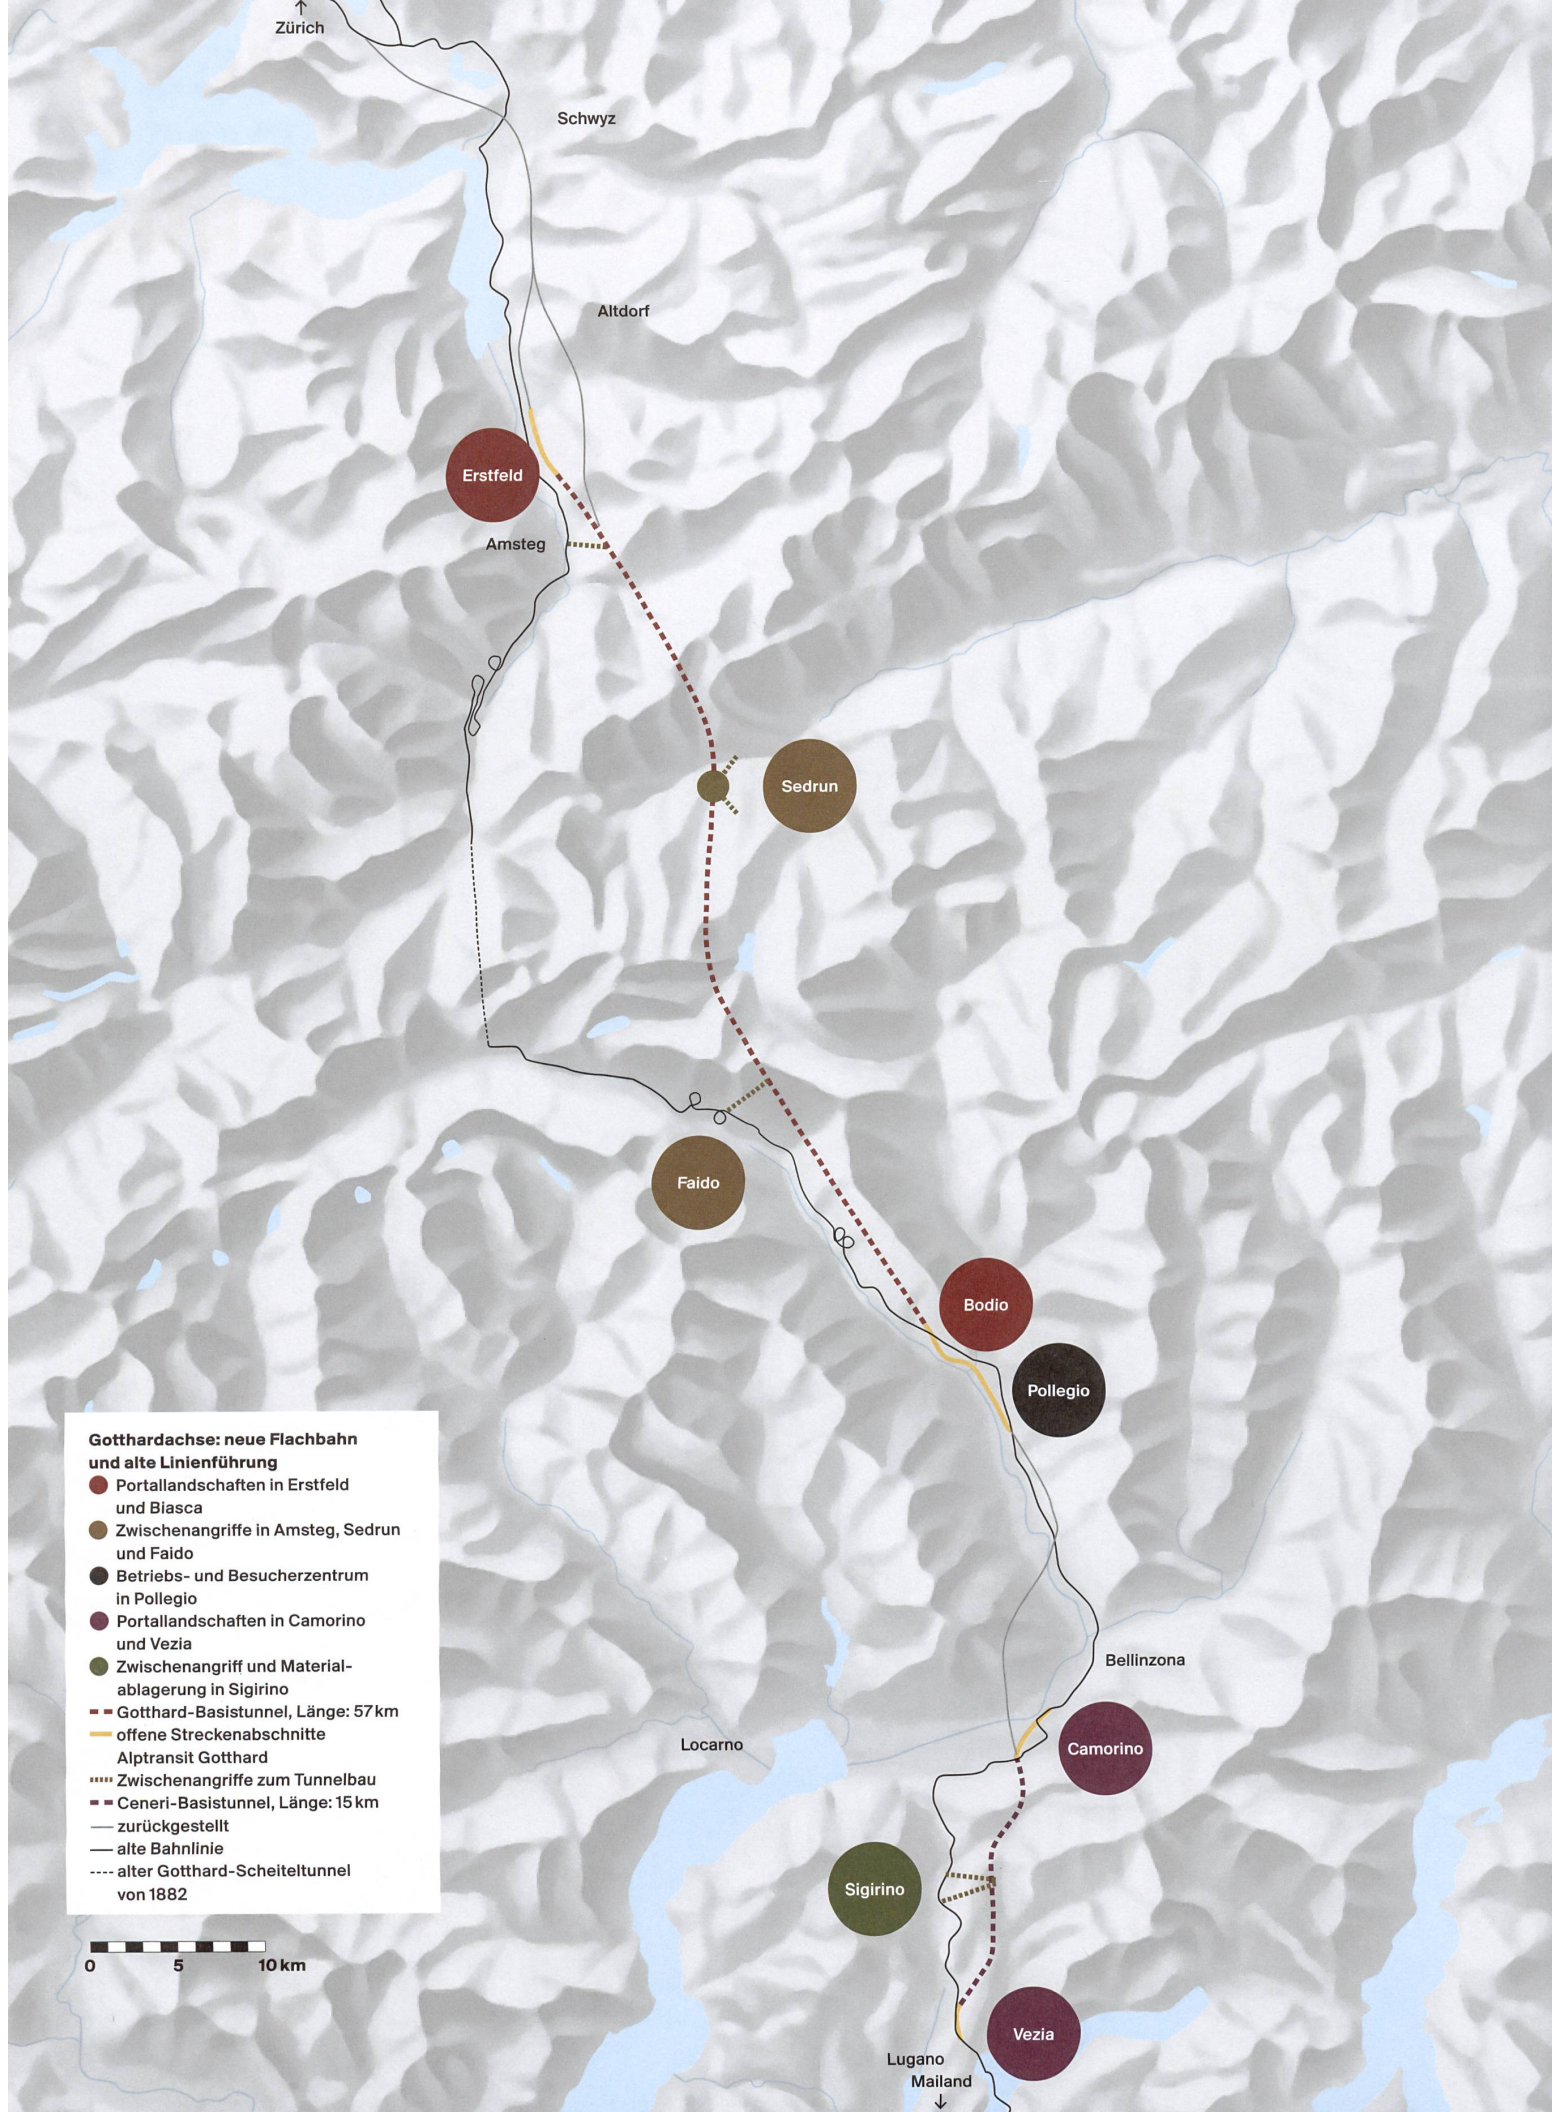 Zürich
Schwyz
Altdorf
Erstfeld
Amsteg
Sedrun
Faido
Bodio
Pollegio
Gotthardachse: neue Flachbahn
und alte Linienführung
Portallandschaften in Erstfeld
und Biasca
Zwischenangriffe in Amsteg, Sedrun
und Faido
Betriebs- und Besucherzentrum
in Pollegio
Portallandschaften in Camorino
und Vezia
Zwischenangriff und Material-
ablagerung in Sigirino
Gotthard-Basistunnel, Länge: 57 km
offene Streckenabschnitte
Alptransit Gotthard
Zwischenangriffe zum Tunnelbau
Ceneri-Basistunnel, Länge: 15 km
zurückgestellt
alte Bahnlinie
alter Gotthard-Scheiteltunnel
von 1882
0 5 10 km
Bellinzona
Locarno
Camorino
Sigirino
Vezia
Lugano
Mailand